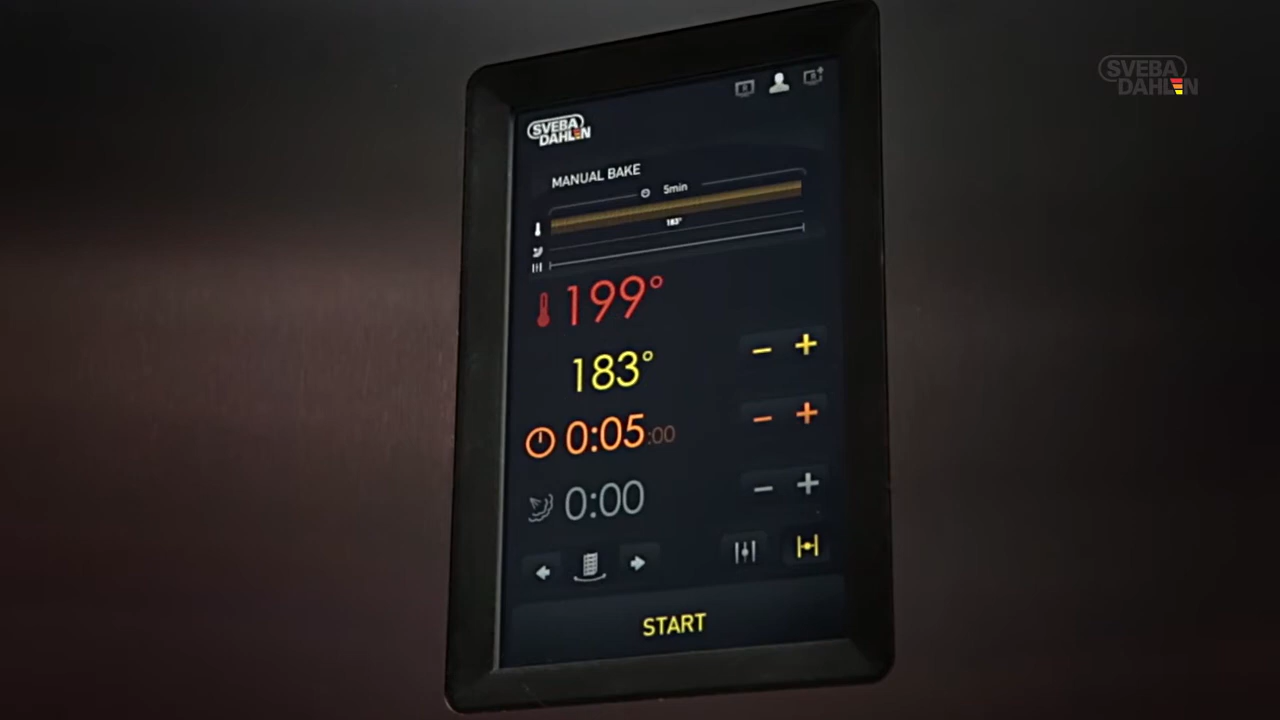 SVEBA
DAHLEN
SVEBA
DAHLEN
MANUAL BAKE
5min
183°
199°
183°
0:05:00
0:00
START